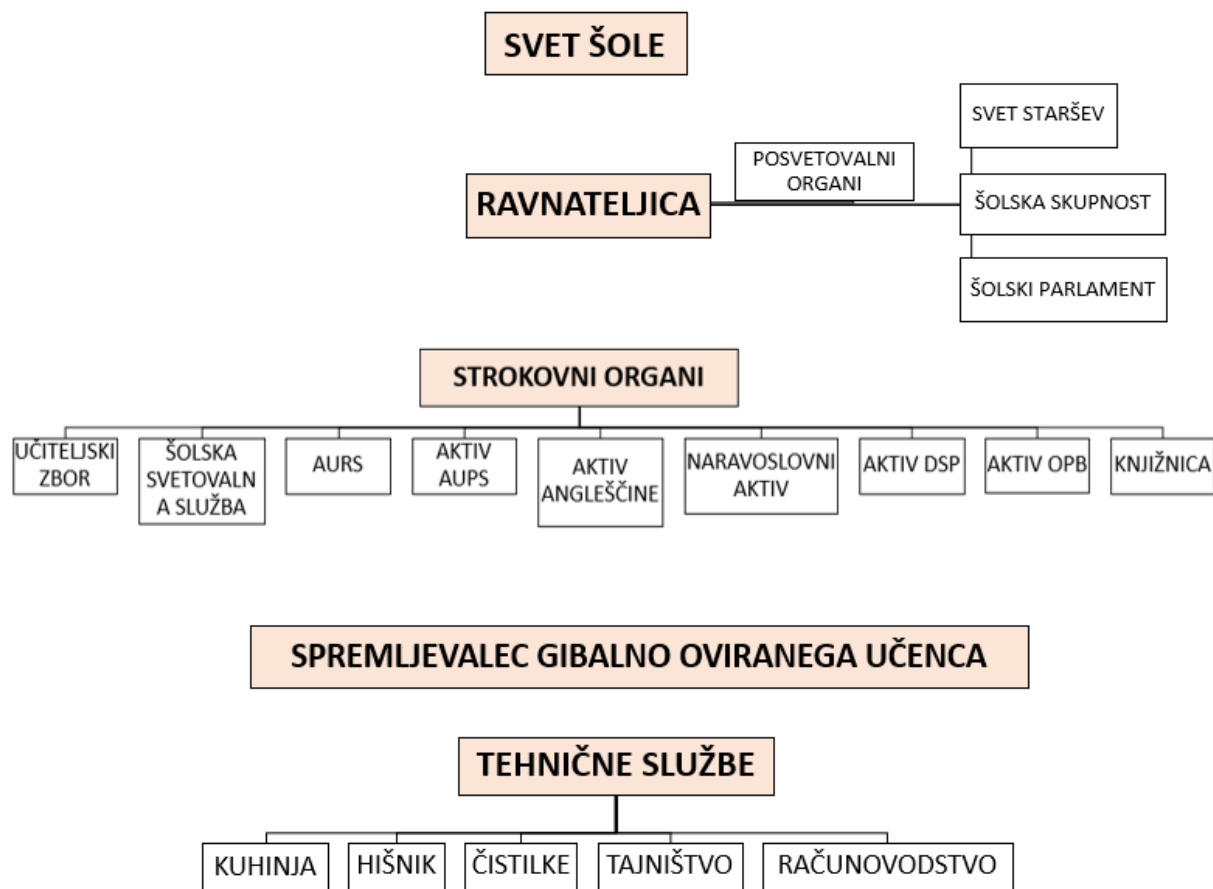 SVET ŠOLE
SVET STARŠEV
POSVETOVALNI
ORGANI
RAVNATELJICA
ŠOLSKA SKUPNOST
ŠOLSKI PARLAMENT
STROKOVNI ORGANI
UČITELJSKI
ZBOR
ŠOLSKA
SVETOVALN
A SLUŽBA
AURS
AKTIV
AUPS
AKTIV
ANGLEŠČINE
NARAVOSLOVNI
AKTIV
AKTIV DSP
AKTIV OPB
KNJIŽNICA
SPREMLJEVALEC GIBALNO OVIRANEGA UČENCA
TEHNIČNE SLUŽBE
KUHINJA
HIŠNIK
ČISTILKE
TAJNIŠTVO
RAČUNOVODSTVO